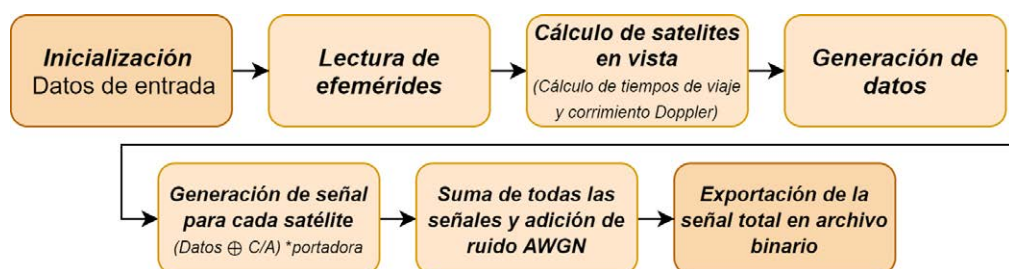 Inicialización
Datos de entrada
Lectura de
efemérides
Cálculo de satelites
en vista
(Cálculo de tiempos de viaje
y corrimiento Doppler)
Generación de
datos
Generación de señal
para cada satélite
(Datos ⊕ C/A) *portadora
Suma de todas las
señales y adición de
ruido AWGN
Exportación de la
señal total en archivo
binario